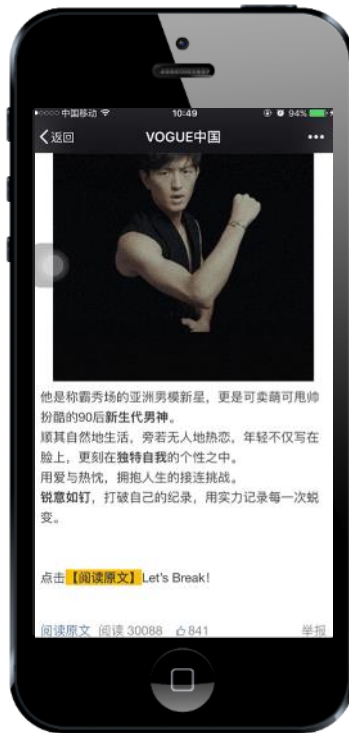 中国移动 10:49 94%
返回 VOGUE中国
他是称霸秀场的亚洲男模新星，更是可卖萌可甩帅
扮酷的90后新生代男神。
顺其自然地生活，旁若无人地热恋，年轻不仅写在
脸上，更刻在独特自我的个性之中。
用爱与热忱，拥抱人生的接连挑战。
锐意如钉，打破自己的纪录，用实力记录每一次蜕
变。
点击【阅读原文】Let's Break!
阅读原文 阅读 30088 841 举报